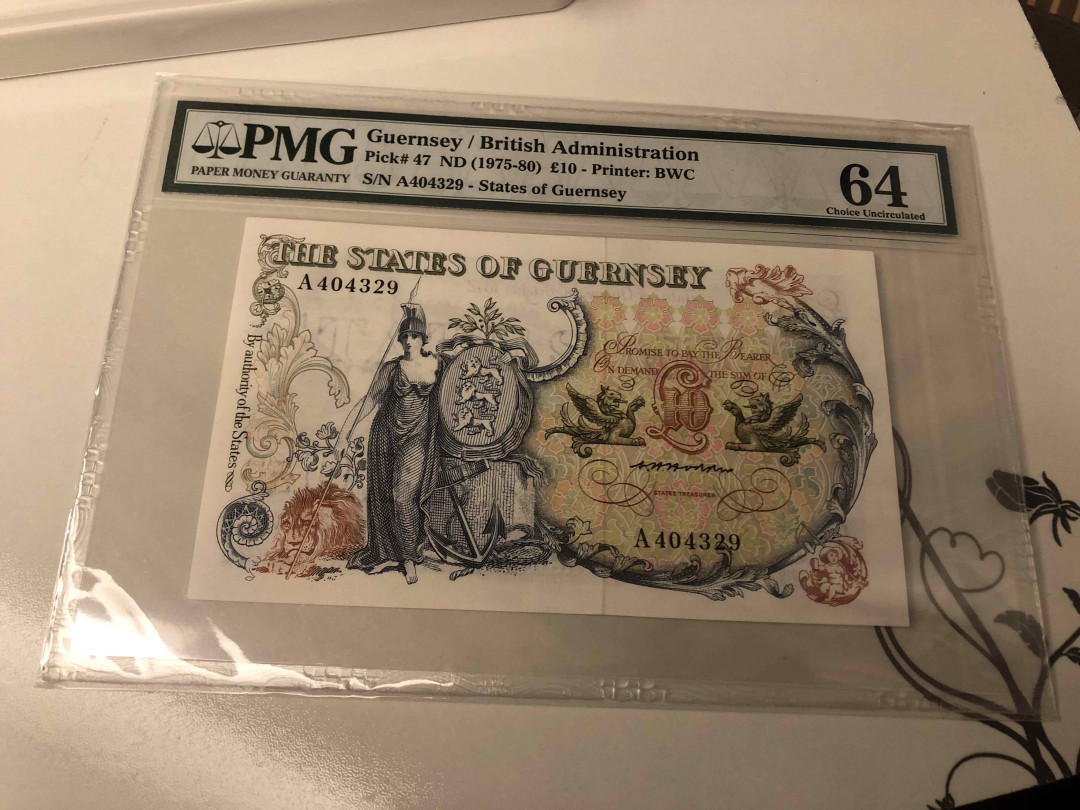 PMG
PAPER MONEY GUARANTY
Guernsey / British Administration
Pick# 47 ND (1975-80) £10 - Printer: BWC
S/N A404329 - States of Guernsey
64
Choice Uncirculated
THE STATES OF GUERNSEY
A404329
By authority of the States
PROMISE TO PAY THE BEARER
ON DEMAND THE SUM OF
£10
STATES TREASURER
A404329